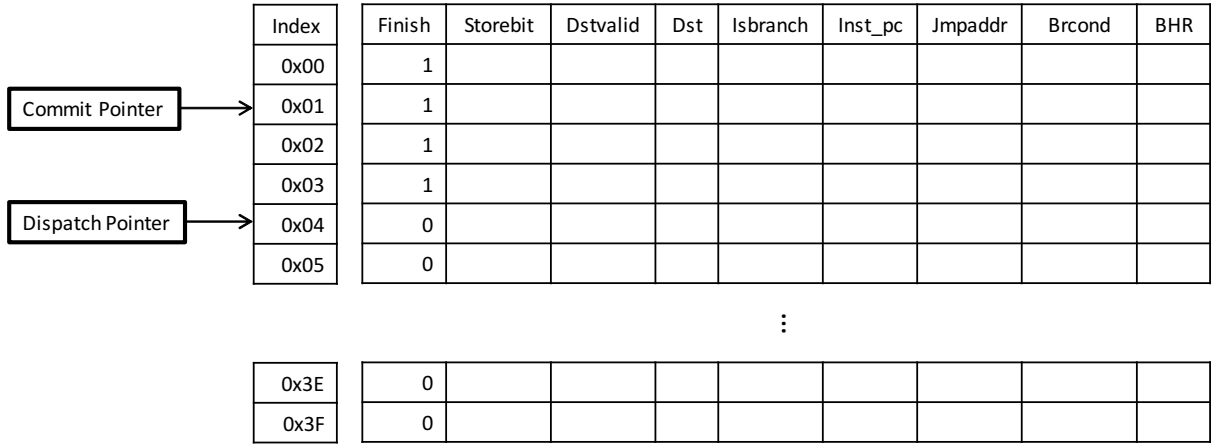 Index Finish Storebit Dstvalid Dst Isbranch Inst_pc Jmpaddr Brcond BHR
0x00 1
Commit Pointer 0x01 1
0x02 1
0x03 1
Dispatch Pointer 0x04 0
0x05 0
...
0x3E 0
0x3F 0